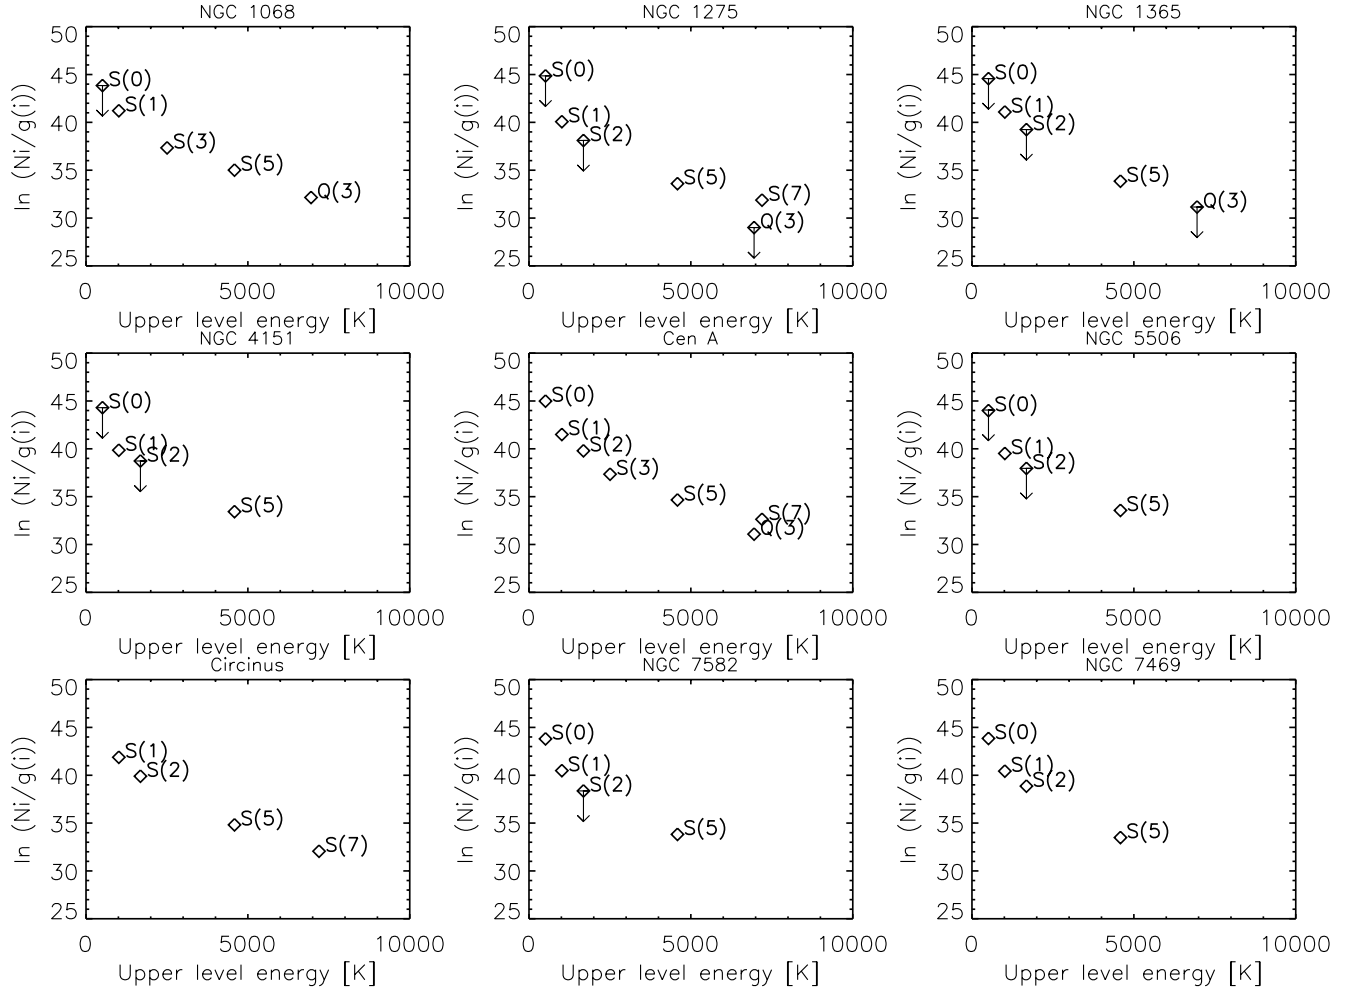 NGC 1068
50
45
40
35
30
25
ln (Ni/g(i))
S(0)
S(1)
S(3)
S(5)
Q(3)
0 5000 10000
Upper level energy [K]
NGC 1275
50
45
40
35
30
25
ln (Ni/g(i))
S(0)
S(1)
S(2)
S(5)
S(7)
Q(3)
0 5000 10000
Upper level energy [K]
NGC 1365
50
45
40
35
30
25
ln (Ni/g(i))
S(0)
S(1)
S(2)
S(5)
Q(3)
0 5000 10000
Upper level energy [K]
NGC 4151
50
45
40
35
30
25
ln (Ni/g(i))
S(0)
S(1)
S(2)
S(5)
0 5000 10000
Upper level energy [K]
Cen A
50
45
40
35
30
25
ln (Ni/g(i))
S(0)
S(1)
S(2)
S(3)
S(5)
S(7)
Q(3)
0 5000 10000
Upper level energy [K]
NGC 5506
50
45
40
35
30
25
ln (Ni/g(i))
S(0)
S(1)
S(2)
S(5)
0 5000 10000
Upper level energy [K]
Circinus
50
45
40
35
30
25
ln (Ni/g(i))
S(1)
S(2)
S(5)
S(7)
0 5000 10000
Upper level energy [K]
NGC 7582
50
45
40
35
30
25
ln (Ni/g(i))
S(0)
S(1)
S(2)
S(5)
0 5000 10000
Upper level energy [K]
NGC 7469
50
45
40
35
30
25
ln (Ni/g(i))
S(0)
S(1)
S(2)
S(5)
0 5000 10000
Upper level energy [K]